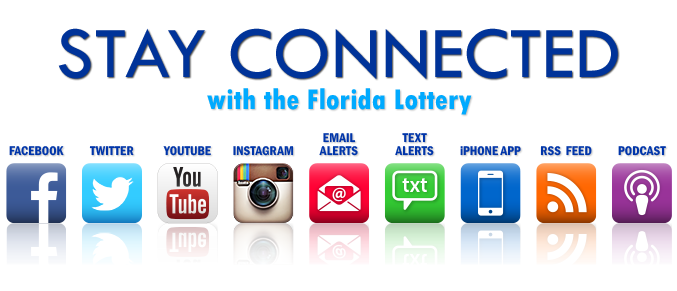 STAY CONNECTED
with the Florida Lottery
FACEBOOK
TWITTER
YOUTUBE
INSTAGRAM
EMAIL
ALERTS
TEXT
ALERTS
iPHONE APP
RSS FEED
PODCAST
f
You
Tube
@
txt